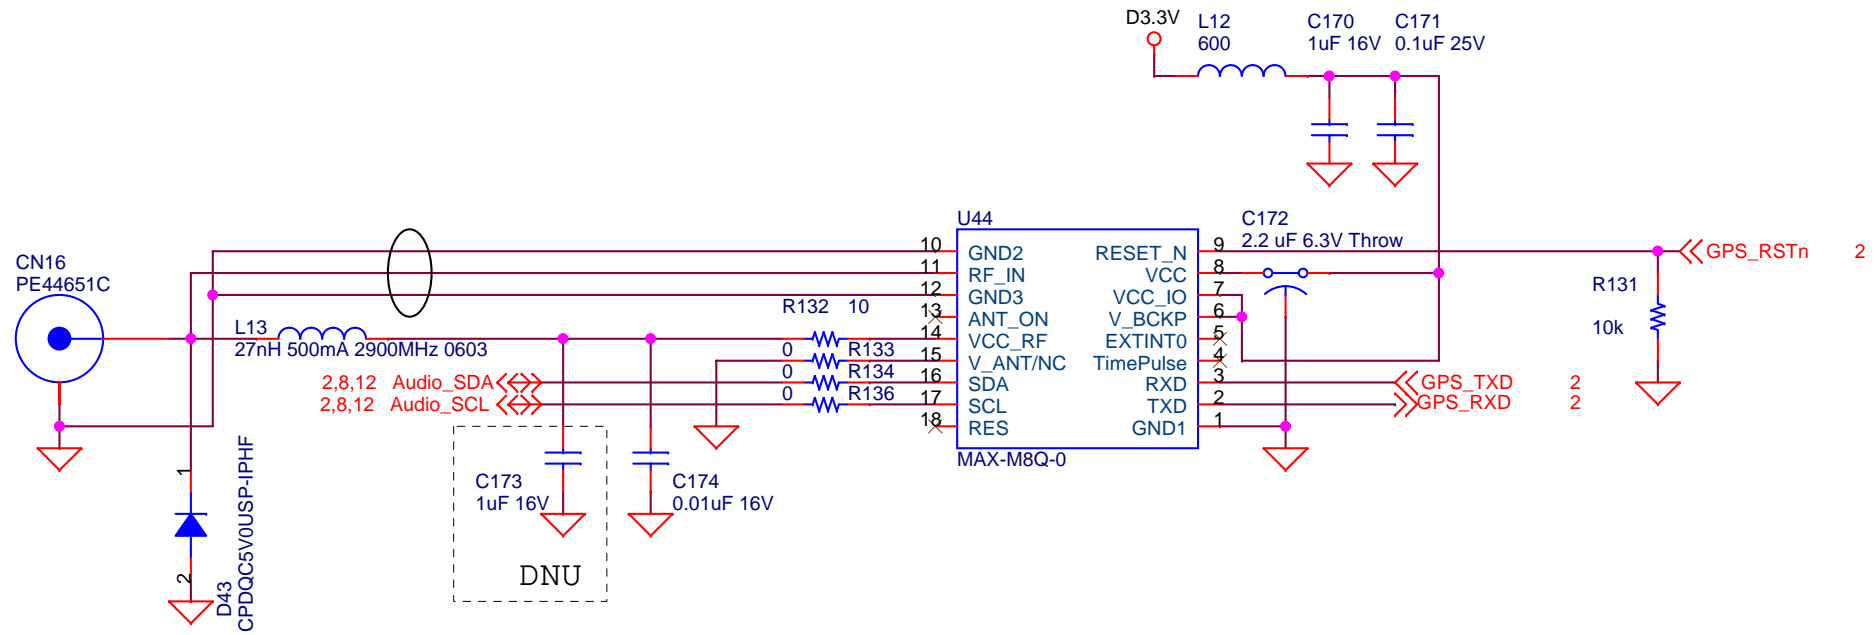 D3.3V
L12
600
C170
1uF 16V
C171
0.1uF 25V
U44
C172
2.2 uF 6.3V Throw
CN16
PE44651C
10
GND2
RESET_N
9
GPS_RSTn 2
11
RF_IN
VCC
8
12
GND3
VCC_IO
7
13
ANT_ON
V_BCKP
6
14
VCC_RF
EXTINT0
5
15
V_ANT/NC
TimePulse
4
16
SDA
RXD
3
17
SCL
TXD
2
18
RES
GND1
1
MAX-M8Q-0
R131
10k
R132 10
0 R133
0 R134
0 R136
L13
27nH 500mA 2900MHz 0603
2,8,12 Audio_SDA
2,8,12 Audio_SCL
GPS_TXD 2
GPS_RXD 2
C173
1uF 16V
DNU
C174
0.01uF 16V
1
2
D43
CPDQC5V0USP-IPHF